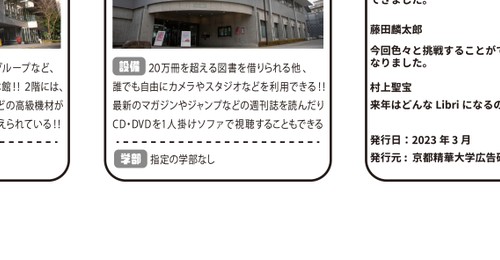 グループなど、
館!! 2階には、
どの高級機材が
えられている!!
設備 20万冊を超える図書を借りられる他、
誰でも自由にカメラやスタジオなどを利用できる!!
最新のマガジンやジャンプなどの週刊誌を読んだり
CD・DVDを1人掛けソファで視聴することもできる
学部 指定の学部なし
できました。
藤田麟太郎
今回色々と挑戦することがで
なりました。
村上聖宝
来年はどんな Libri になるの
発行日：2023 年 3 月
発行元：京都精華大学広告研